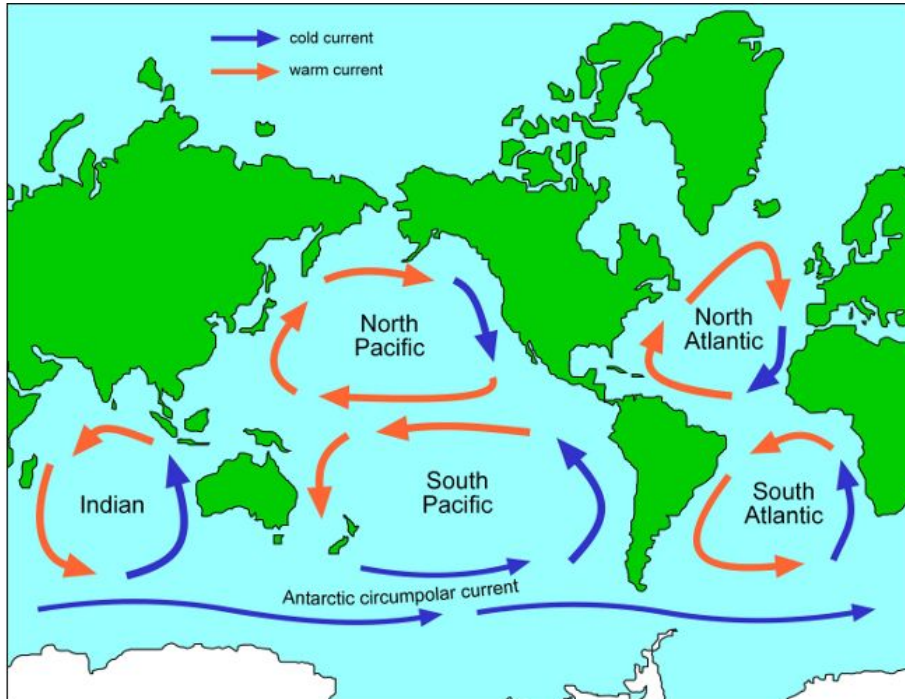 cold current
warm current
North
Pacific
North
Atlantic
Indian
South
Pacific
South
Atlantic
Antarctic circumpolar current